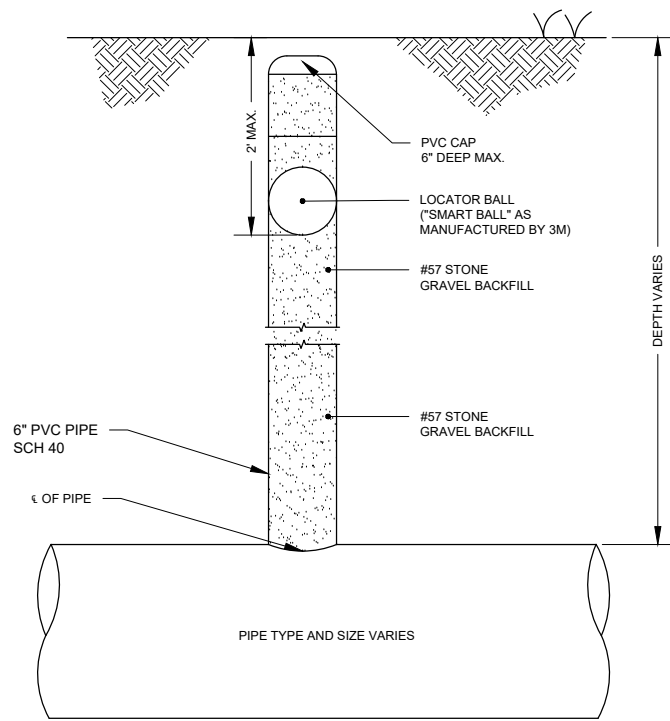 2' MAX.
PVC CAP
6" DEEP MAX.
LOCATOR BALL
("SMART BALL" AS
MANUFACTURED BY 3M)
#57 STONE
GRAVEL BACKFILL
DEPTH VARIES
#57 STONE
GRAVEL BACKFILL
6" PVC PIPE
SCH 40
℄ OF PIPE
PIPE TYPE AND SIZE VARIES